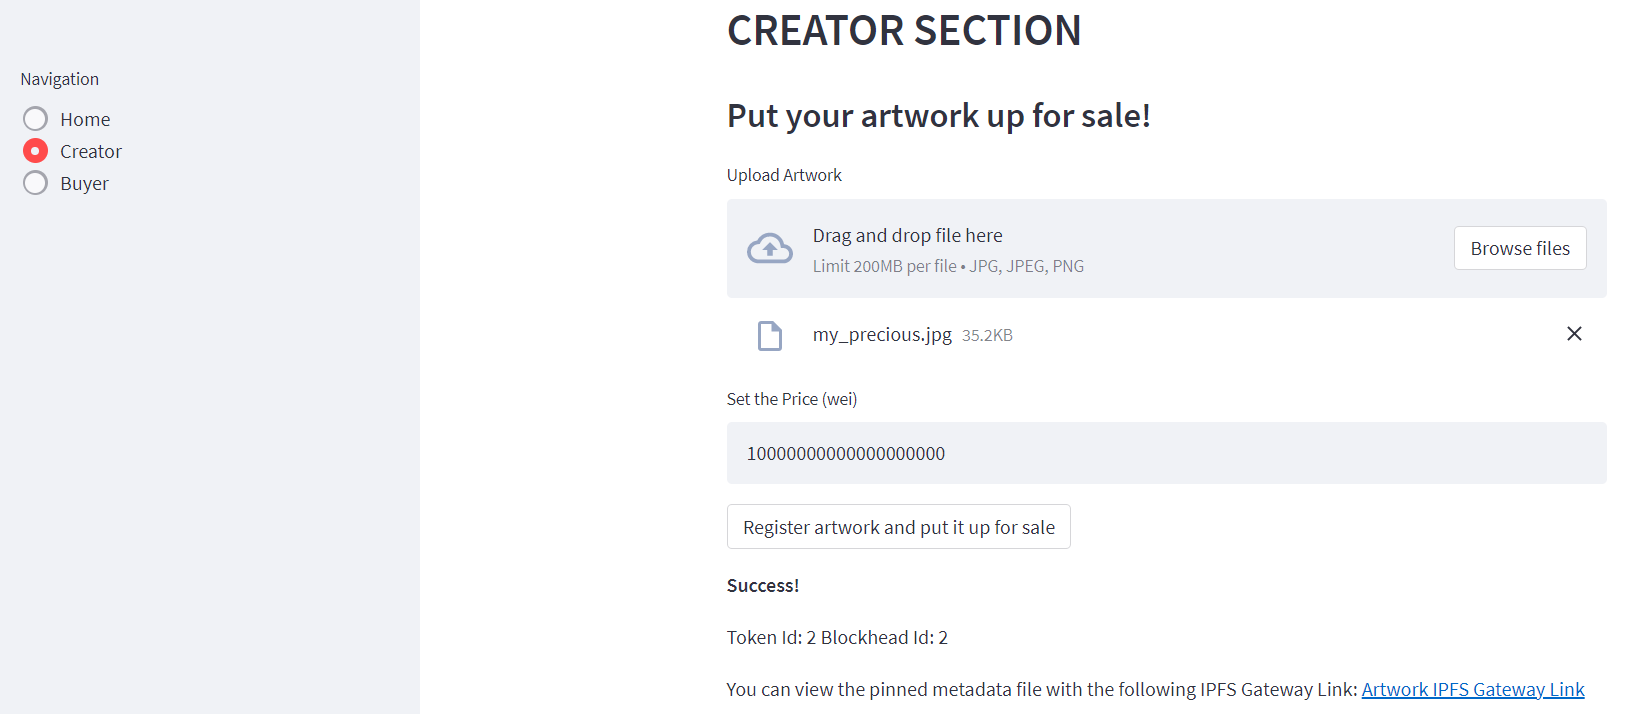 CREATOR SECTION
Navigation
Home
Creator
Buyer
Put your artwork up for sale!
Upload Artwork
Drag and drop file here
Limit 200MB per file • JPG, JPEG, PNG
Browse files
my_precious.jpg 35.2KB
Set the Price (wei)
10000000000000000000
Register artwork and put it up for sale
Success!
Token Id: 2 Blockhead Id: 2
You can view the pinned metadata file with the following IPFS Gateway Link: Artwork IPFS Gateway Link